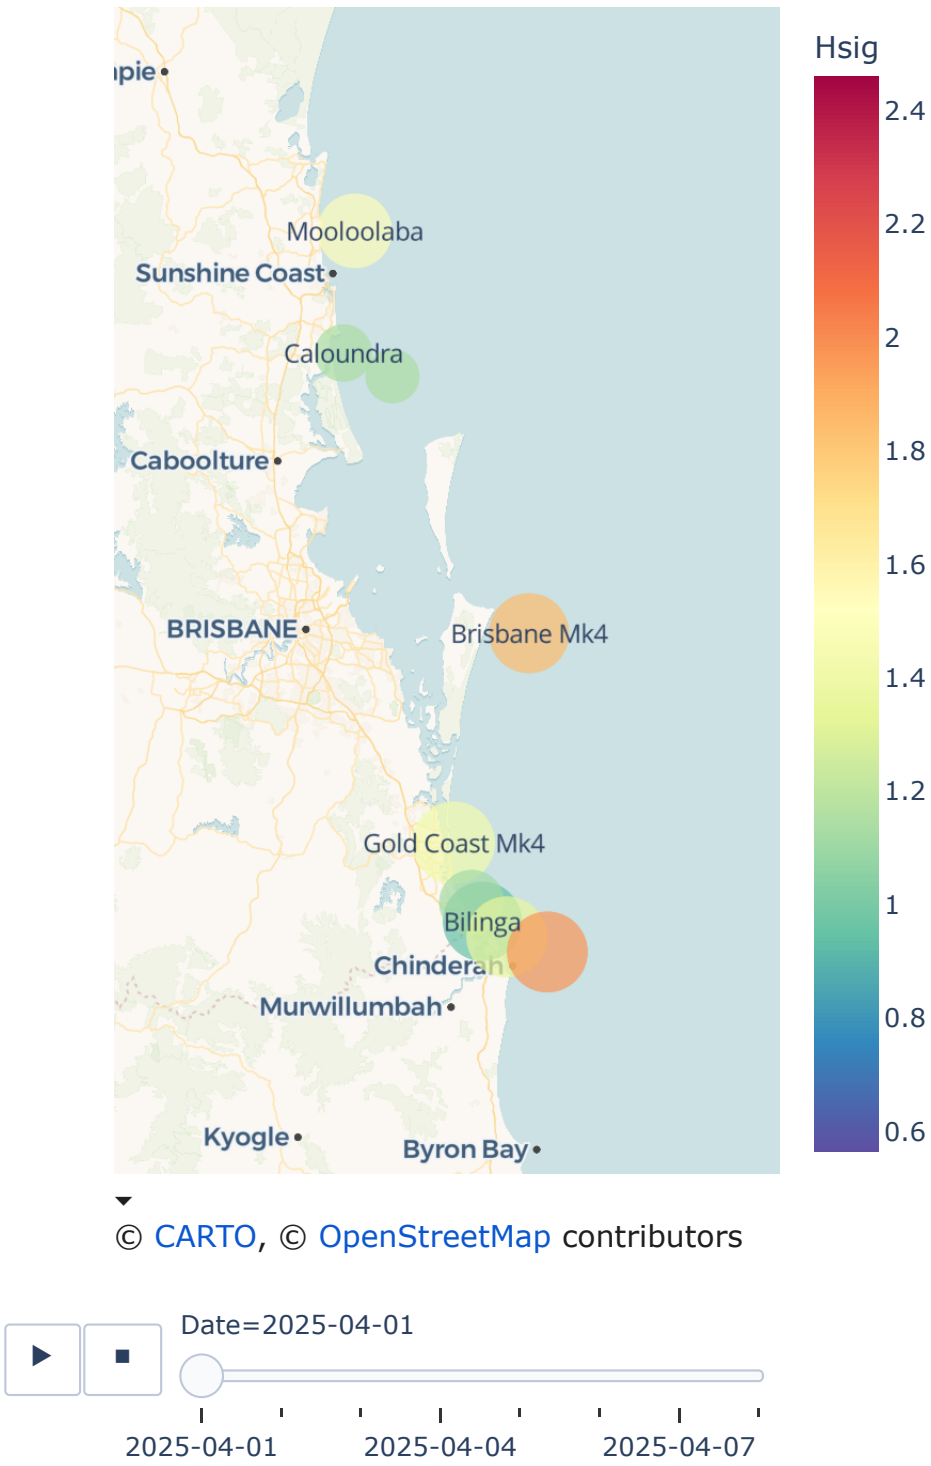 Hsig
pie
2.4
2.2
Mooloolaba
Sunshine Coast
2
Caloundra
1.8
Caboolture
1.6
BRISBANE
Brisbane Mk4
1.4
1.2
Gold Coast Mk4
1
Bilinga
Chinderah
Murwillumbah
0.8
Kyogle
Byron Bay
0.6
© CARTO, © OpenStreetMap contributors
Date=2025-04-01
2025-04-01
2025-04-04
2025-04-07